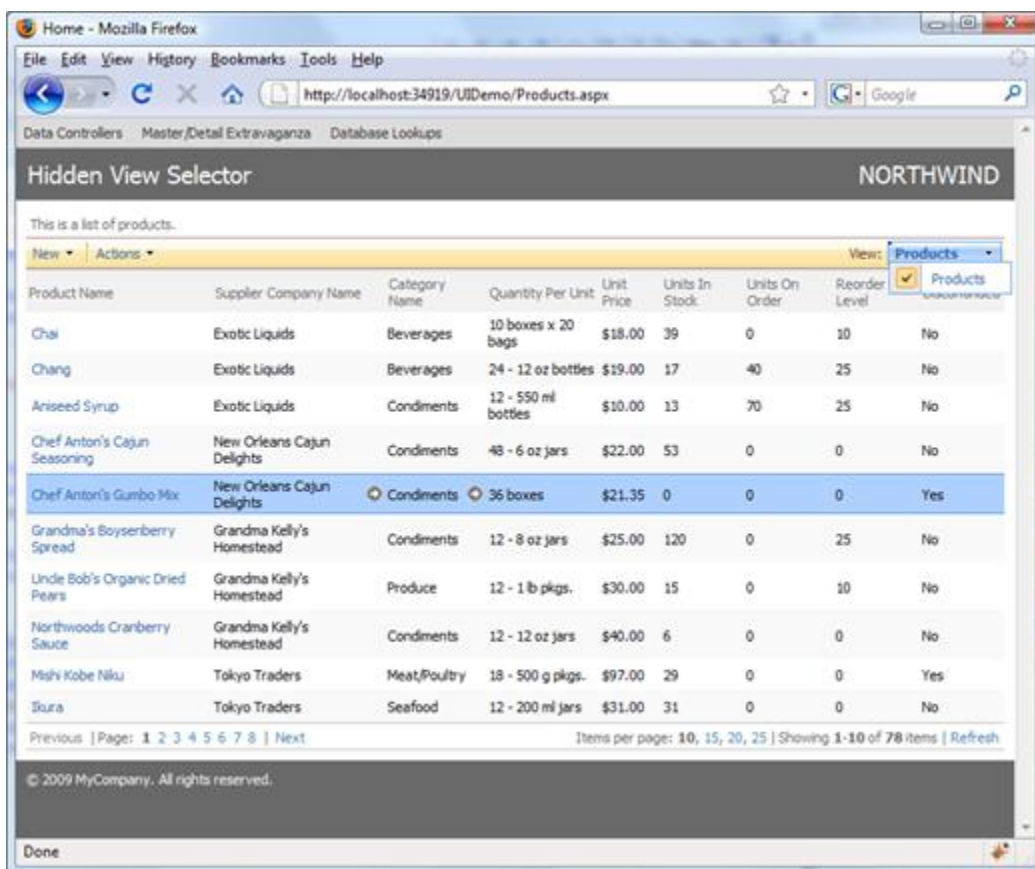 Home - Mozilla Firefox
File Edit View History Bookmarks Tools Help
http://localhost:34919/UIDemo/Products.aspx
Google
Data Controllers Master/Detail Extravaganza Database Lookups
Hidden View Selector NORTHWIND
This is a list of products.
New Actions View: Products
Products
Product Name Supplier Company Name Category Name Quantity Per Unit Unit Price Units In Stock Units On Order Reorder Level
Chai Exotic Liquids Beverages 10 boxes x 20 bags $18.00 39 0 10 No
Chang Exotic Liquids Beverages 24 - 12 oz bottles $19.00 17 40 25 No
Aniseed Syrup Exotic Liquids Condiments 12 - 550 ml bottles $10.00 13 70 25 No
Chef Anton's Cajun Seasoning New Orleans Cajun Delights Condiments 48 - 6 oz jars $22.00 53 0 0 No
Chef Anton's Gumbo Mix New Orleans Cajun Delights Condiments 36 boxes $21.35 0 0 0 Yes
Grandma's Boysenberry Spread Grandma Kelly's Homestead Condiments 12 - 8 oz jars $25.00 120 0 25 No
Uncle Bob's Organic Dried Pears Grandma Kelly's Homestead Produce 12 - 1 lb pkgs. $30.00 15 0 10 No
Northwoods Cranberry Sauce Grandma Kelly's Homestead Condiments 12 - 12 oz jars $40.00 6 0 0 No
Mishi Kobe Niku Tokyo Traders Meat/Poultry 18 - 500 g pkgs. $97.00 29 0 0 Yes
Ikura Tokyo Traders Seafood 12 - 200 ml jars $31.00 31 0 0 No
Previous | Page: 1 2 3 4 5 6 7 8 | Next Items per page: 10, 15, 20, 25 | Showing 1-10 of 78 items | Refresh
© 2009 MyCompany. All rights reserved.
Done